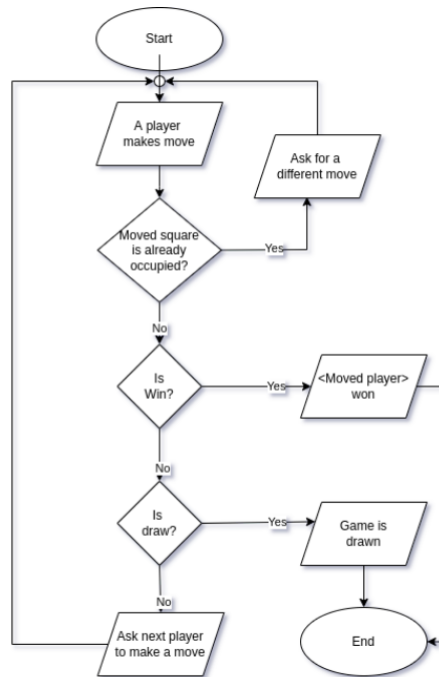 Start
A player
makes move
Ask for a
different move
Moved square
is already
occupied?
Yes
No
Is
Win?
Yes
<Moved player>
won
No
Is
draw?
Yes
Game is
drawn
No
Ask next player
to make a move
End